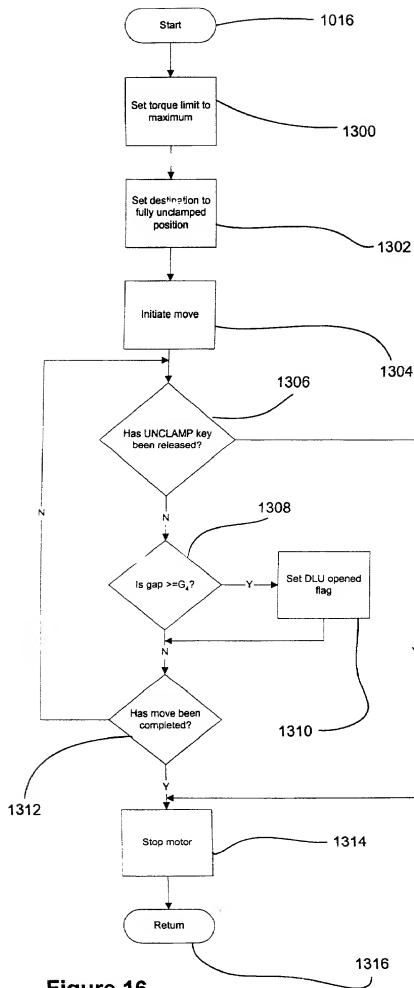 Start
1016
Set torque limit to
maximum
1300
Set destination to
fully unclamped
position
1302
Initiate move
1304
1306
Has UNCLAMP key
been released?
N
N
1308
Is gap >=G4?
Y
Set DLU opened
flag
N
1310
Has move been
completed?
Y
1312
Stop motor
1314
Return
1316
Figure 16